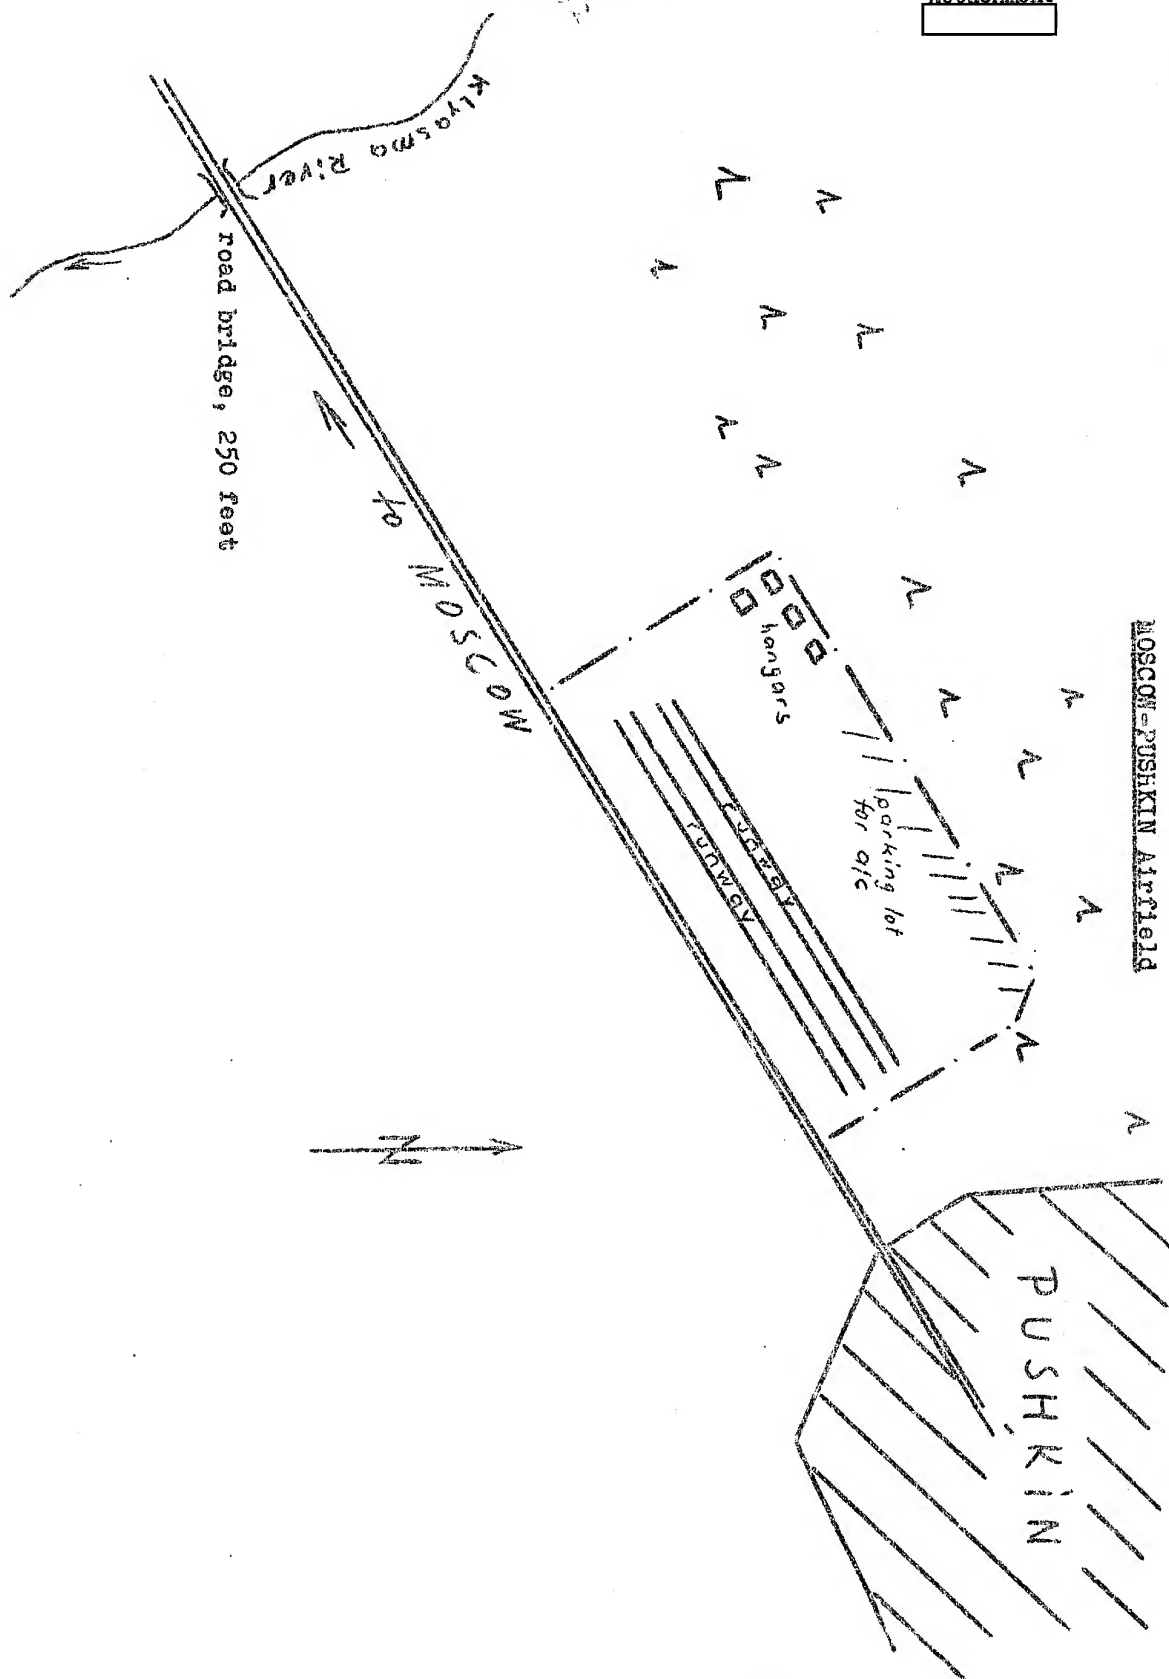 MOSCOW-PUSHKIN Airfield
Klyasma River
road bridge, 250 feet
to MOSCOW
hangars
parking lot
for a/c
runway
runway
N
PUSHKIN